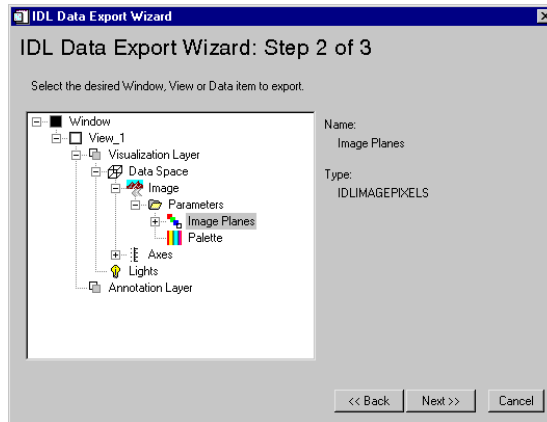 IDL Data Export Wizard
IDL Data Export Wizard: Step 2 of 3
Select the desired Window, View or Data item to export.
Window
View_1
Visualization Layer
Data Space
Image
Parameters
Image Planes
Palette
Axes
Lights
Annotation Layer
Name:
Image Planes
Type:
IDLIMAGEPIXELS
<< Back
Next >>
Cancel